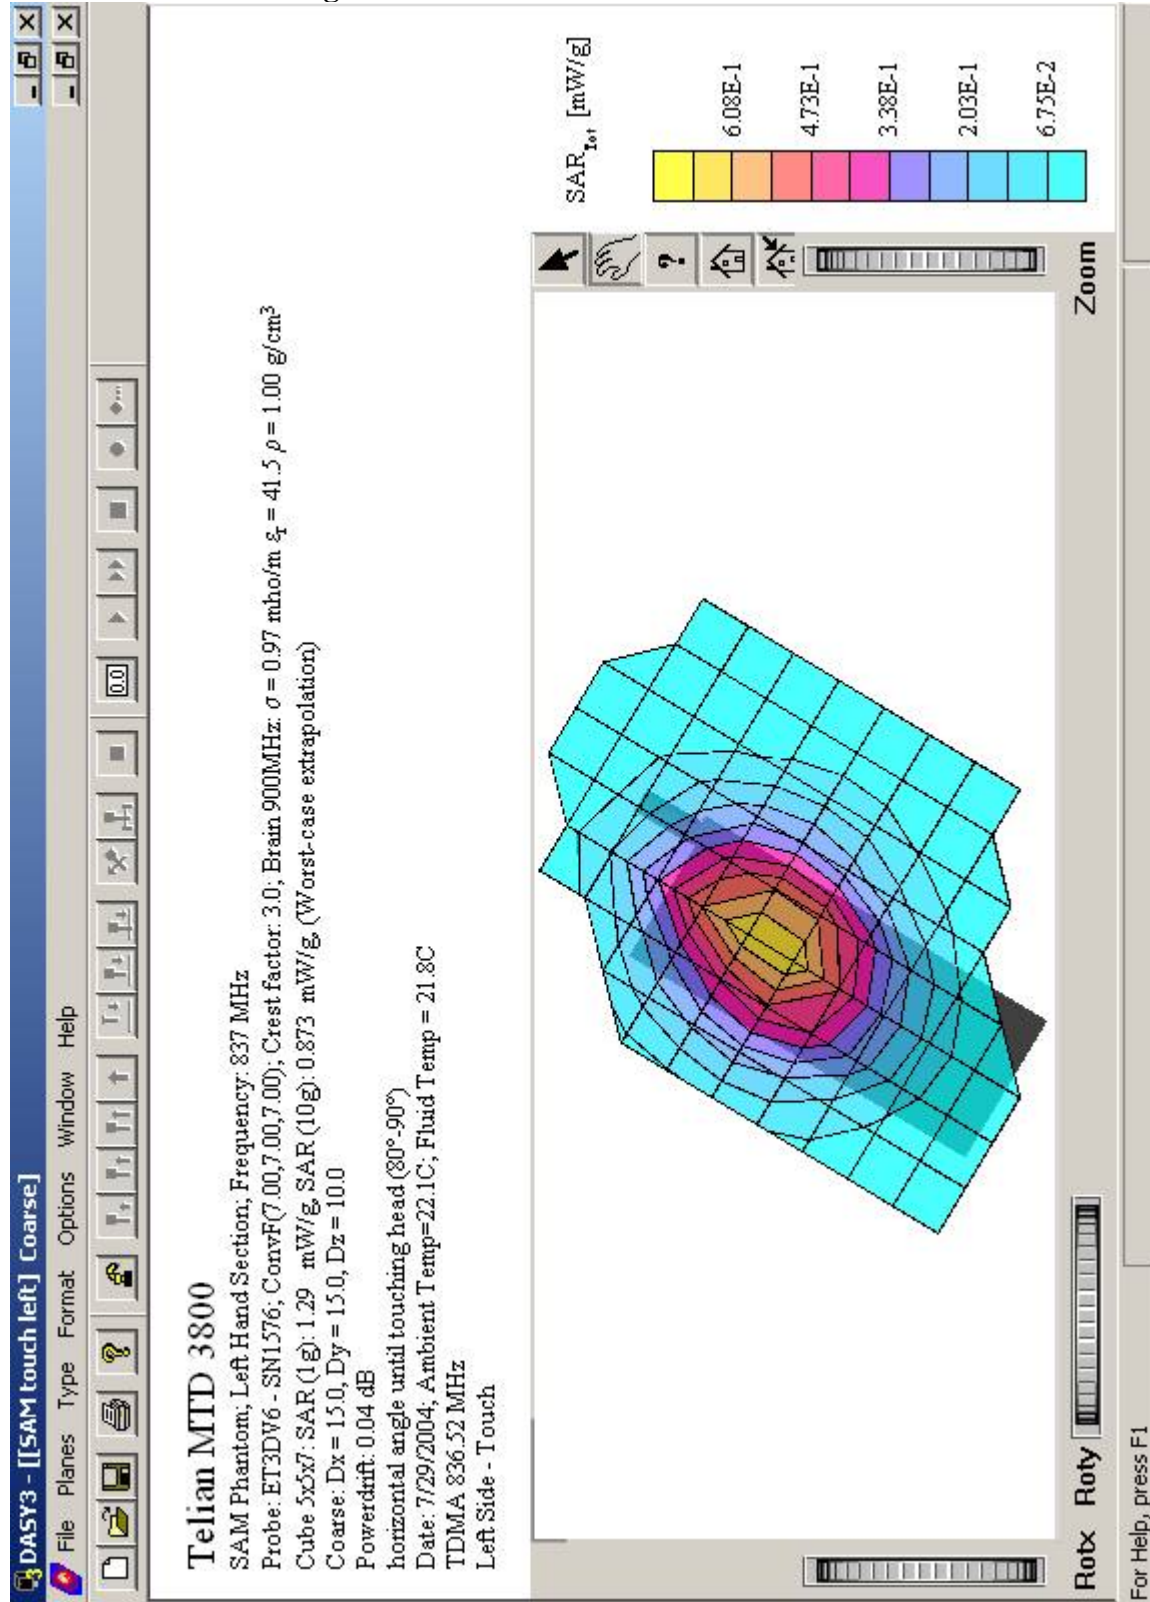 DASY3 - [[SAM touch left] Coarse]
File Planes Type Format Options Window Help
0.0
Telian MTD 3800
SAM Phantom; Left Hand Section; Frequency: 837 MHz
Probe: ET3DV6 - SN1576; ConvF(7.00,7.00,7.00); Crest factor: 3.0; Brain 900MHz: σ = 0.97 mho/m εr = 41.5 ρ = 1.00 g/cm³
Cube 5x5x7: SAR (1g): 1.29 mW/g, SAR (10g): 0.873 mW/g, (Worst-case extrapolation)
Coarse: Dx = 15.0, Dy = 15.0, Dz = 10.0
Powerdrift: 0.04 dB
horizontal angle until touching head (80°-90°)
Date: 7/29/2004; Ambient Temp=22.1C; Fluid Temp = 21.8C
TDMA 836.52 MHz
Left Side - Touch
SARTot [mW/g]
6.08E-1
4.73E-1
3.38E-1
2.03E-1
6.75E-2
Rotx Roty Zoom
For Help, press F1